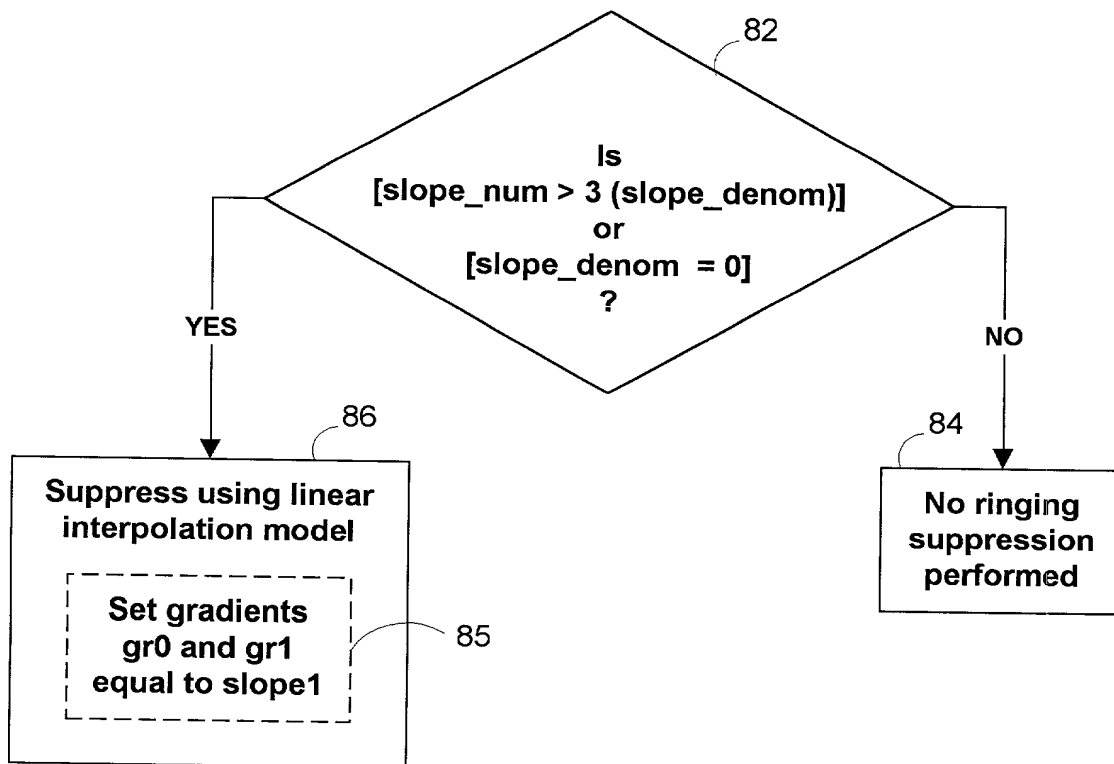 82
Is
[slope_num > 3 (slope_denom)]
or
[slope_denom = 0]
?
YES
NO
86
Suppress using linear
interpolation model
Set gradients
gr0 and gr1
equal to slope1
85
84
No ringing
suppression
performed